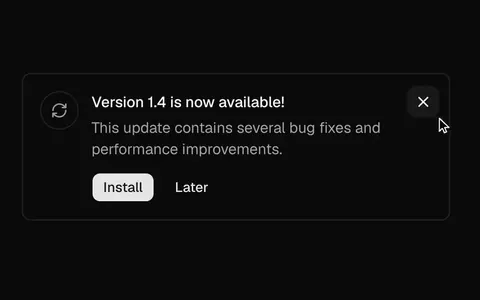 Version 1.4 is now available!
This update contains several bug fixes and
performance improvements.
Install
Later